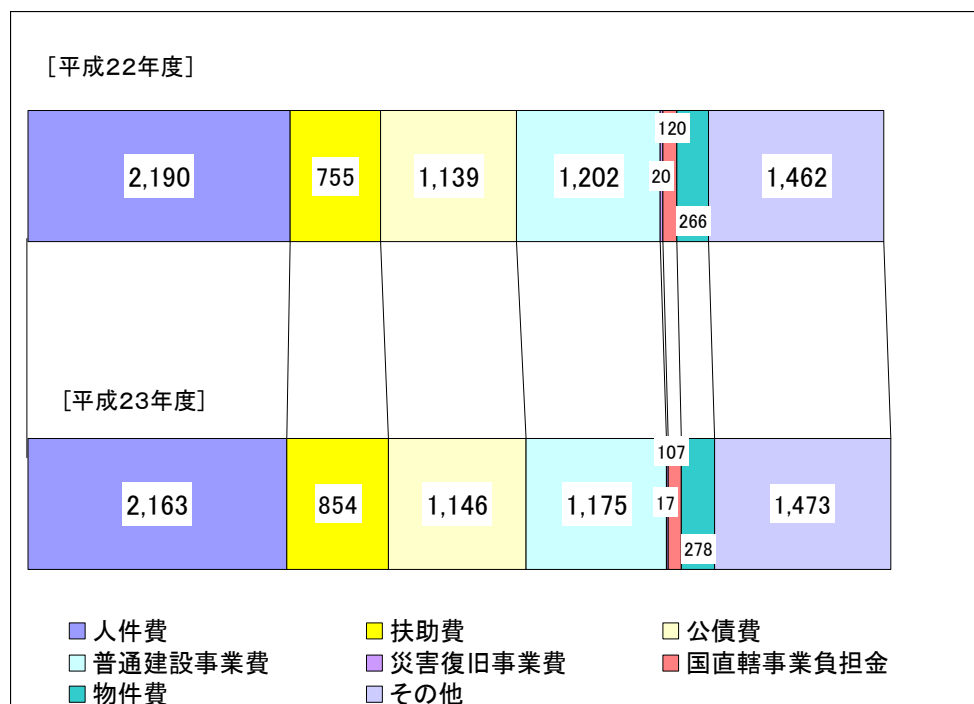 ［平成２２年度］
120
2,190 755 1,139 1,202 20 1,462
266
［平成２３年度］
107
2,163 854 1,146 1,175 17 1,473
278
人件費 扶助費 公債費
普通建設事業費 災害復旧事業費 国直轄事業負担金
物件費 その他